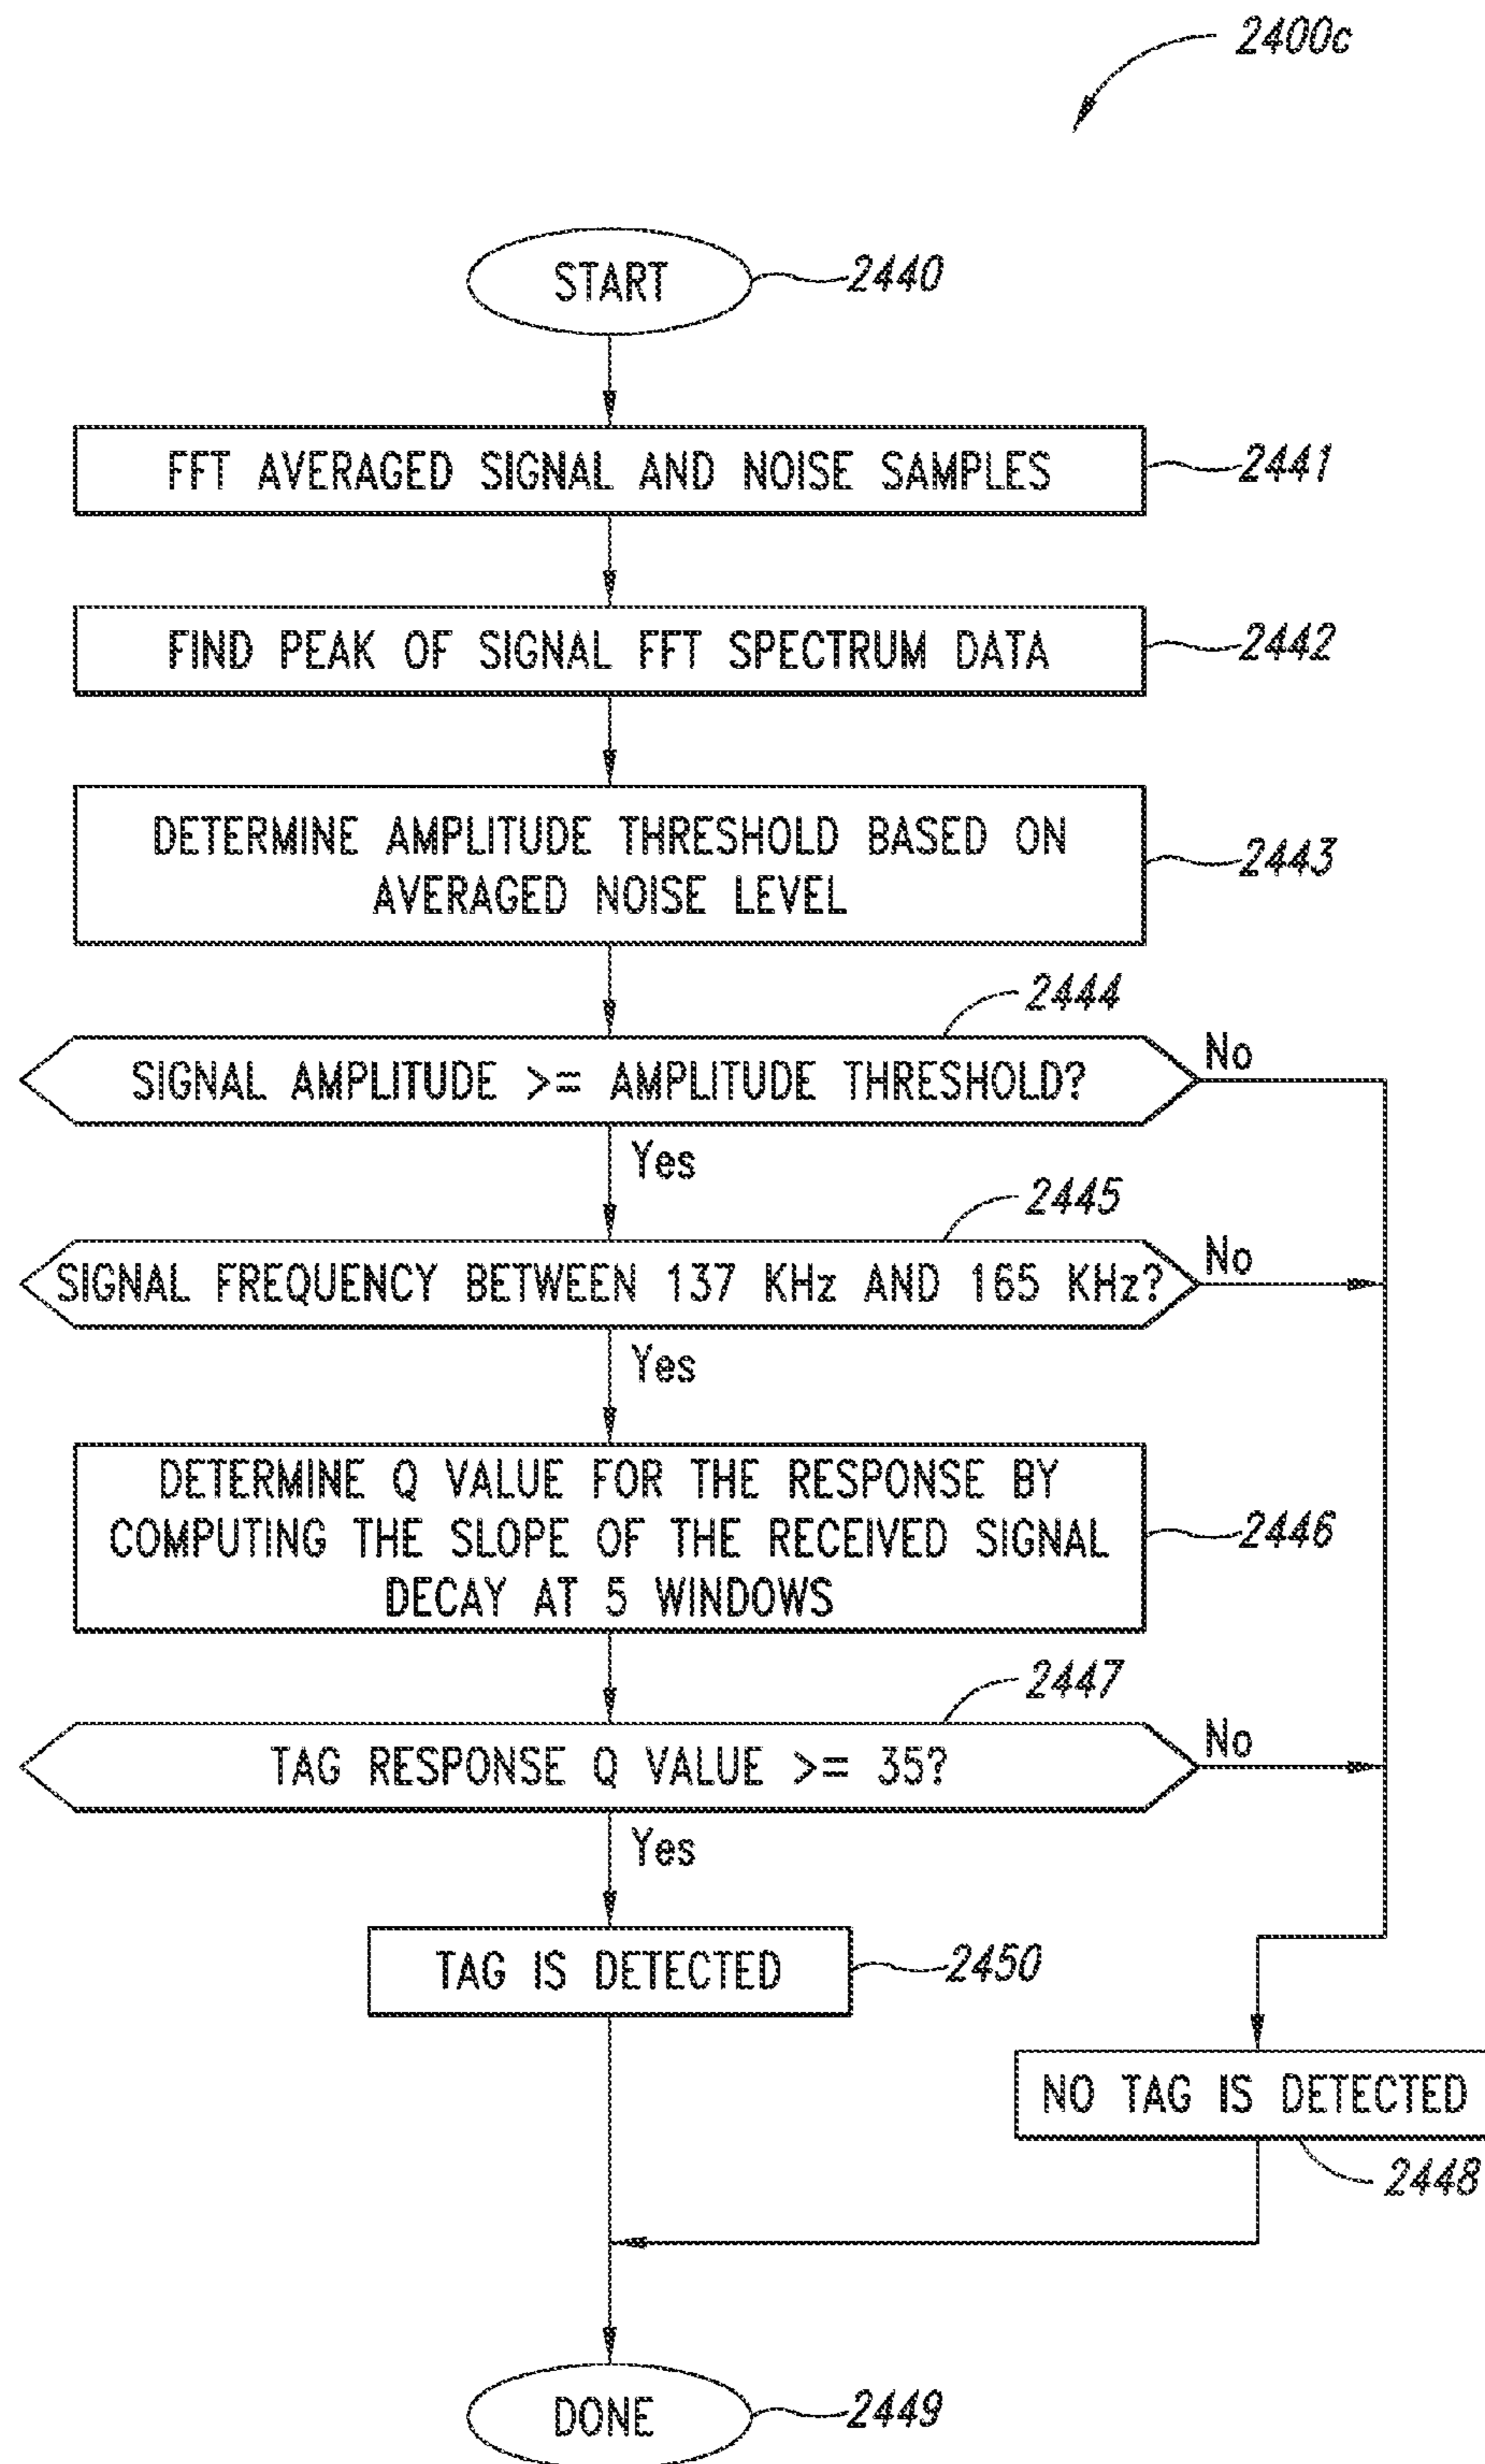 2400c
START
2440
FFT AVERAGED SIGNAL AND NOISE SAMPLES
2441
FIND PEAK OF SIGNAL FFT SPECTRUM DATA
2442
DETERMINE AMPLITUDE THRESHOLD BASED ON
AVERAGED NOISE LEVEL
2443
2444
SIGNAL AMPLITUDE >= AMPLITUDE THRESHOLD?
No
Yes
2445
SIGNAL FREQUENCY BETWEEN 137 KHz AND 165 KHz?
No
Yes
DETERMINE Q VALUE FOR THE RESPONSE BY
COMPUTING THE SLOPE OF THE RECEIVED SIGNAL
DECAY AT 5 WINDOWS
2446
2447
TAG RESPONSE Q VALUE >= 35?
No
Yes
TAG IS DETECTED
2450
NO TAG IS DETECTED
2448
DONE
2449